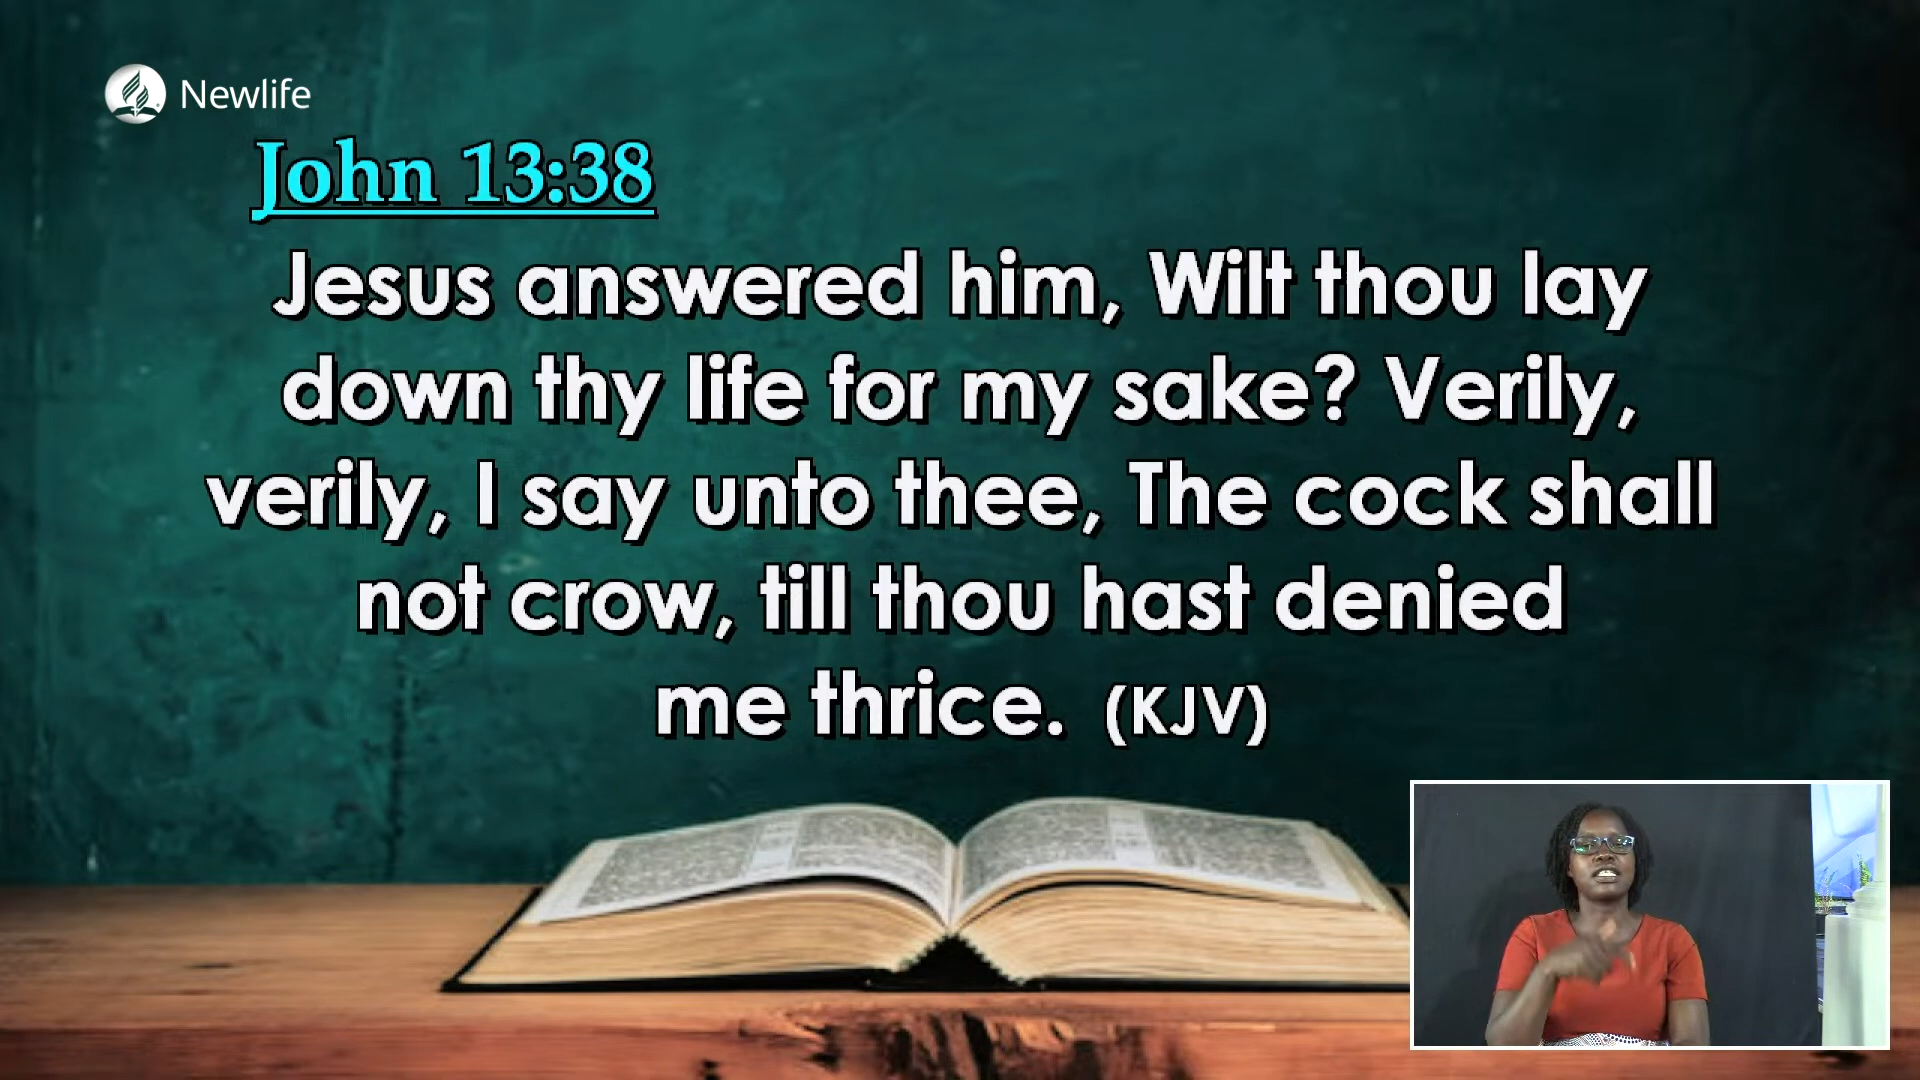 Newlife
John 13:38
Jesus answered him, Wilt thou lay
down thy life for my sake? Verily,
verily, I say unto thee, The cock shall
not crow, till thou hast denied
me thrice. (KJV)